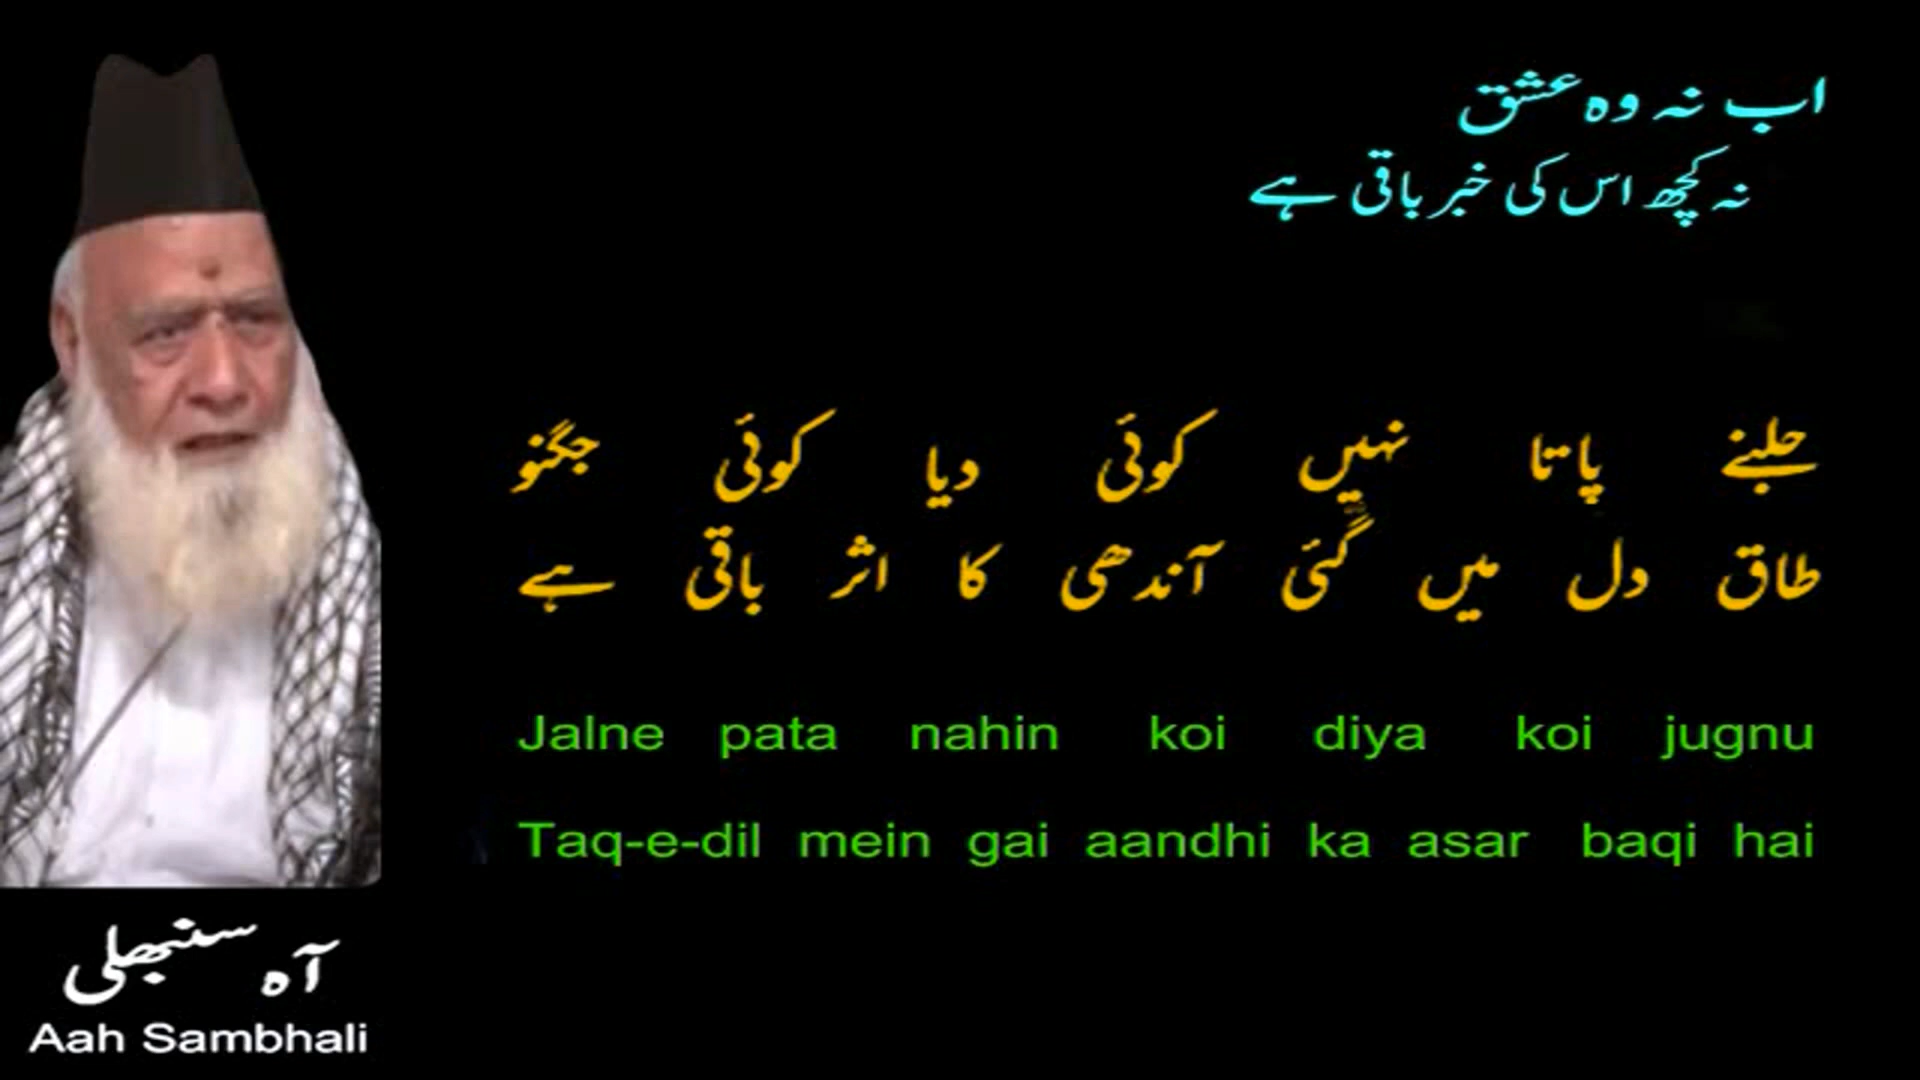 اب نہ وہ عشق
نہ کچھ اس کی خبر باقی ہے
جلنے پاتا نہیں کوئی دیا کوئی جگنو
طاق دل میں گئی آندھی کا اثر باقی ہے
Jalne pata nahin koi diya koi jugnu
Taq-e-dil mein gai aandhi ka asar baqi hai
آہ سنبھلی
Aah Sambhali